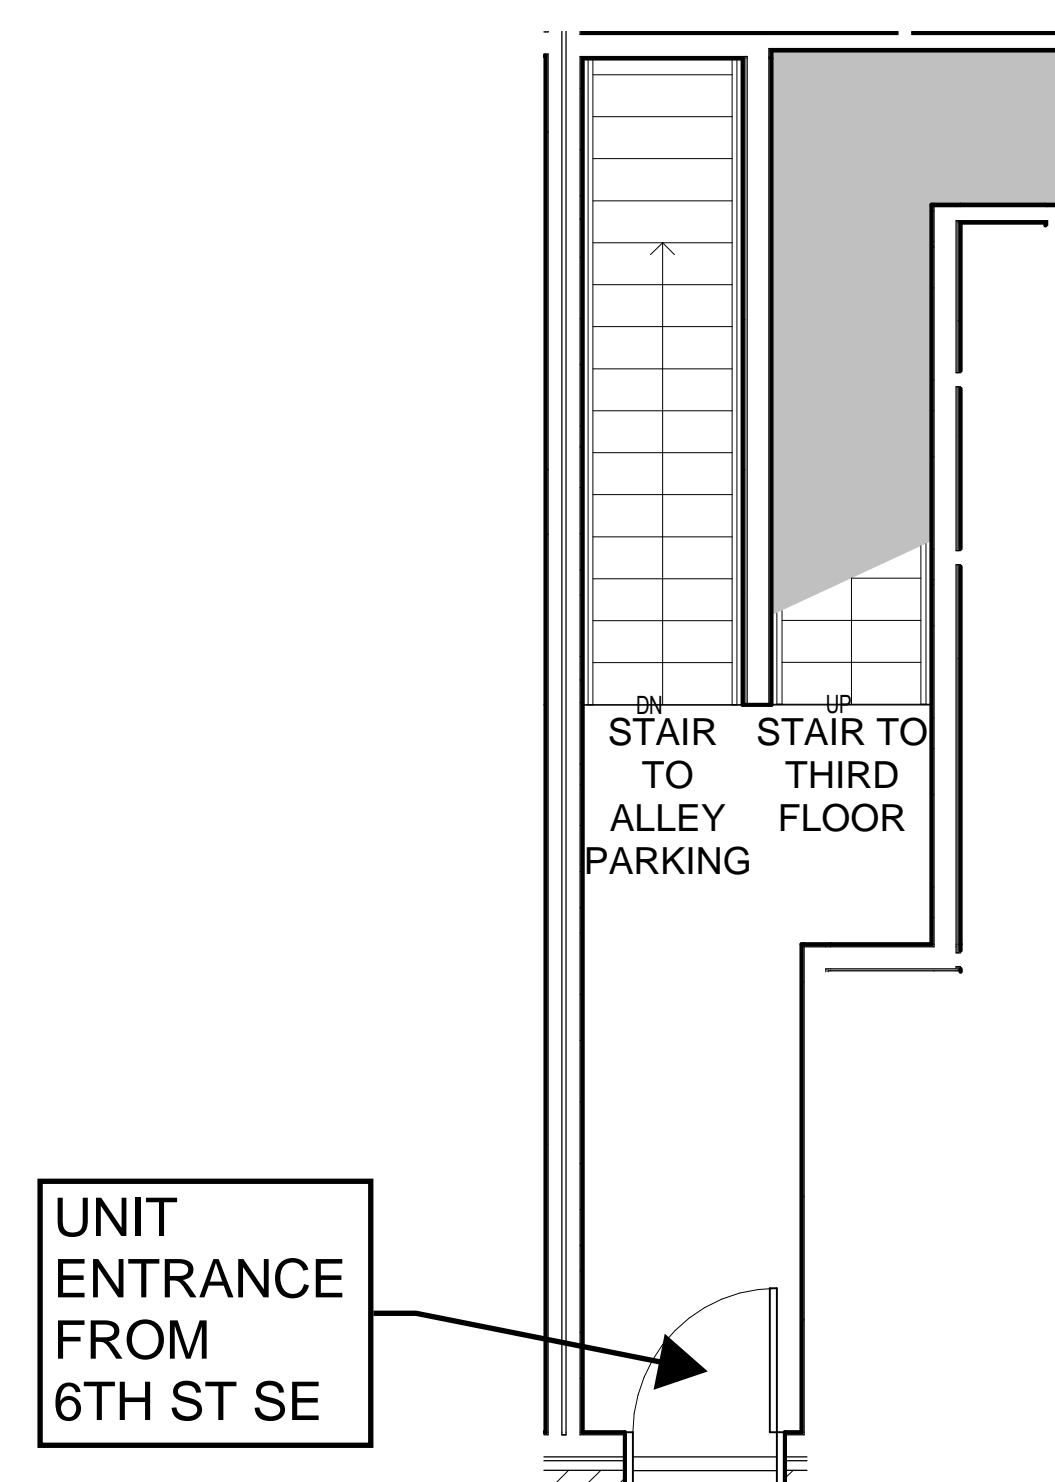 DN
STAIR
TO
ALLEY
PARKING
UP
STAIR TO
THIRD
FLOOR
UNIT
ENTRANCE
FROM
6TH ST SE